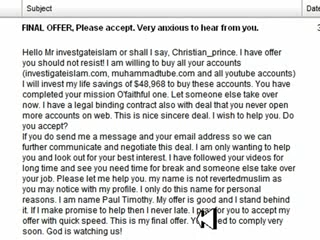 Subject
Date
FINAL OFFER, Please accept. Very anxious to hear from you.
Hello Mr investgateislam or shall I say, Christian_prince. I have offer
you should not resist! I am willing to buy all your accounts
(investigateislam.com, muhammadtube.com and all youtube accounts)
I will invest my life savings of $48,968 to buy these accounts. You have
completed your mission O'faithful one. Let someone else take over
now. I have a legal binding contract also with deal that you never open
more accounts on web. This is nice sincere deal. I wish to help you. Do
you accept?
If you do send me a message and your email address so we can
further communicate and negotiate this deal. I am only wanting to help
you and look out for your best interest. I have followed your videos for
long time and see you need time for break and someone else take over
your job. Please let me help you. my name is not revertedmuslim as
you may notice with my profile. I only do this name for personal
reasons. I am name Paul Timothy. My offer is good and I stand behind
it. If I make promise to help then I never late. I for you to accept my
offer with quick speed. This is my final offer. to comply very
soon. God is watching us!